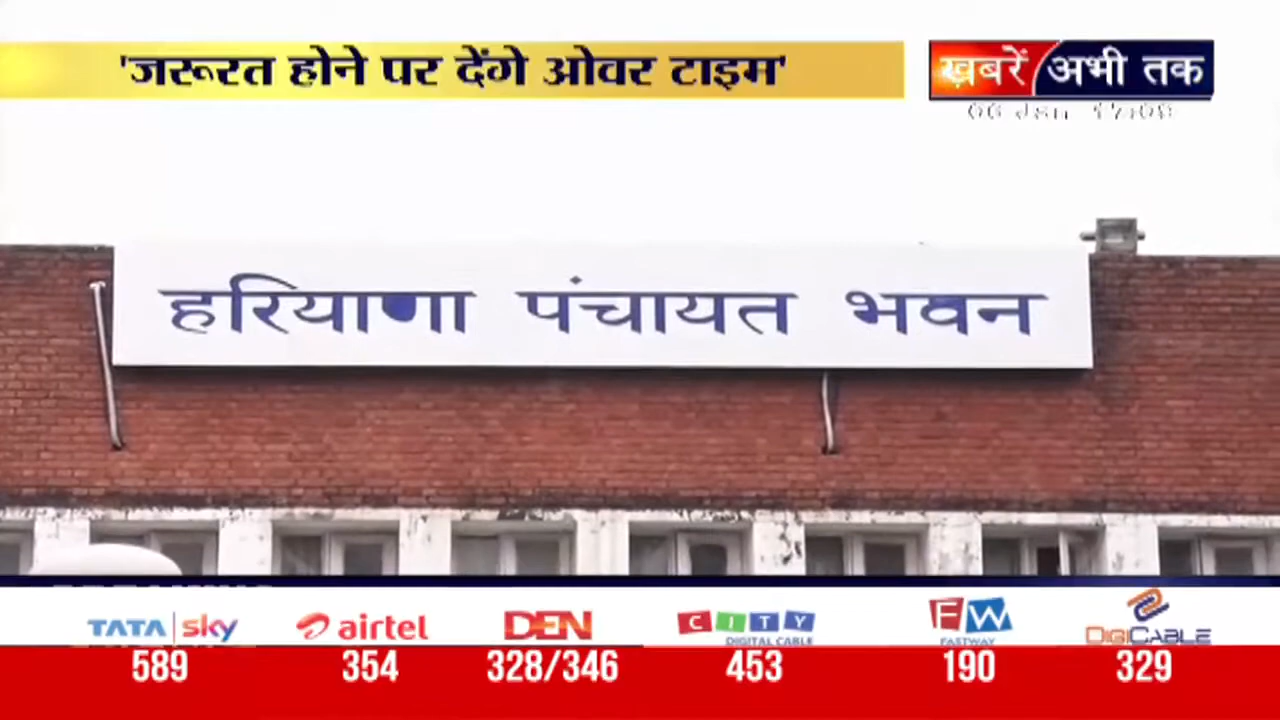 'जरूरत होने पर देंगे ओवर टाइम'
खबरें अभी तक
हरियाणा पंचायत भवन
TATA sky
airtel
DEN
CITY
DIGITAL CABLE
FW
FASTWAY
DIGICABLE
589
354
328/346
453
190
329